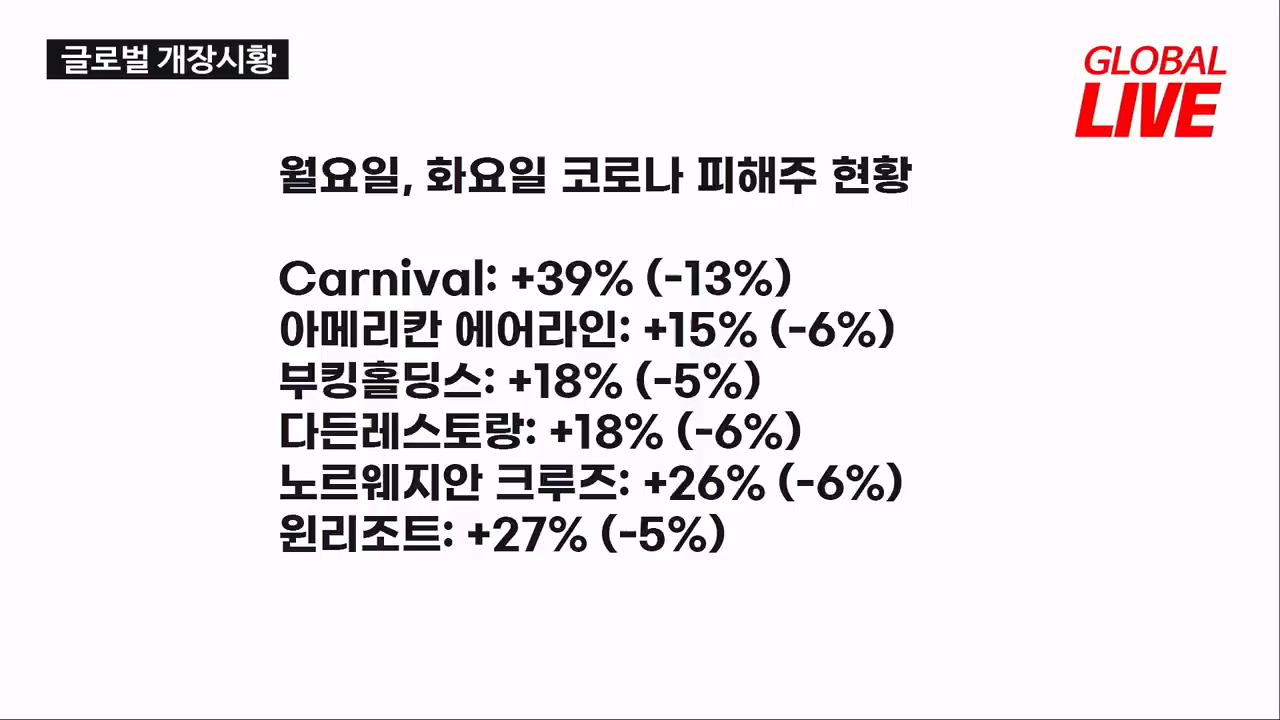 글로벌 개장시황
GLOBAL
LIVE
월요일, 화요일 코로나 피해주 현황
Carnival: +39% (-13%)
아메리칸 에어라인: +15% (-6%)
부킹홀딩스: +18% (-5%)
다든레스토랑: +18% (-6%)
노르웨지안 크루즈: +26% (-6%)
윈리조트: +27% (-5%)